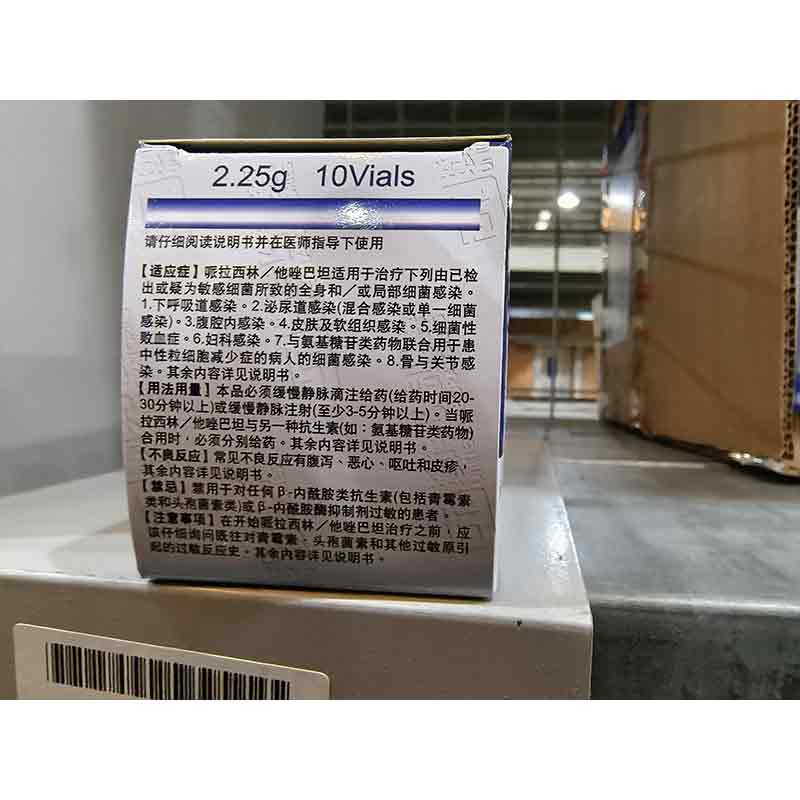 2.25g 10Vials
请仔细阅读说明书并在医师指导下使用
【适应症】哌拉西林/他唑巴坦适用于治疗下列由已检
出或疑为敏感细菌所致的全身和/或局部细菌感染。
1.下呼吸道感染。2.泌尿道感染(混合感染或单一细菌
感染)。3.腹腔内感染。4.皮肤及软组织感染。5.细菌性
败血症。6.妇科感染。7.与氨基糖苷类药物联合用于患
中性粒细胞减少症的病人的细菌感染。8.骨与关节感
染。其余内容详见说明书。
【用法用量】本品必须缓慢静脉滴注给药(给药时间20-
30分钟以上)或缓慢静脉注射(至少3-5分钟以上)。当哌
拉西林/他唑巴坦与另一种抗生素(如:氨基糖苷类药物)
合用时,必须分别给药。其余内容详见说明书。
【不良反应】常见不良反应有腹泻、恶心、呕吐和皮疹,
其余内容详见说明书。
【禁忌】禁用于对任何β-内酰胺类抗生素(包括青霉素
类和头孢菌素类)或β-内酰胺酶抑制剂过敏的患者。
【注意事项】在开始哌拉西林/他唑巴坦治疗之前,应
该仔细询问既往对青霉素、头孢菌素和其他过敏原引
起的过敏反应史。其余内容详见说明书。